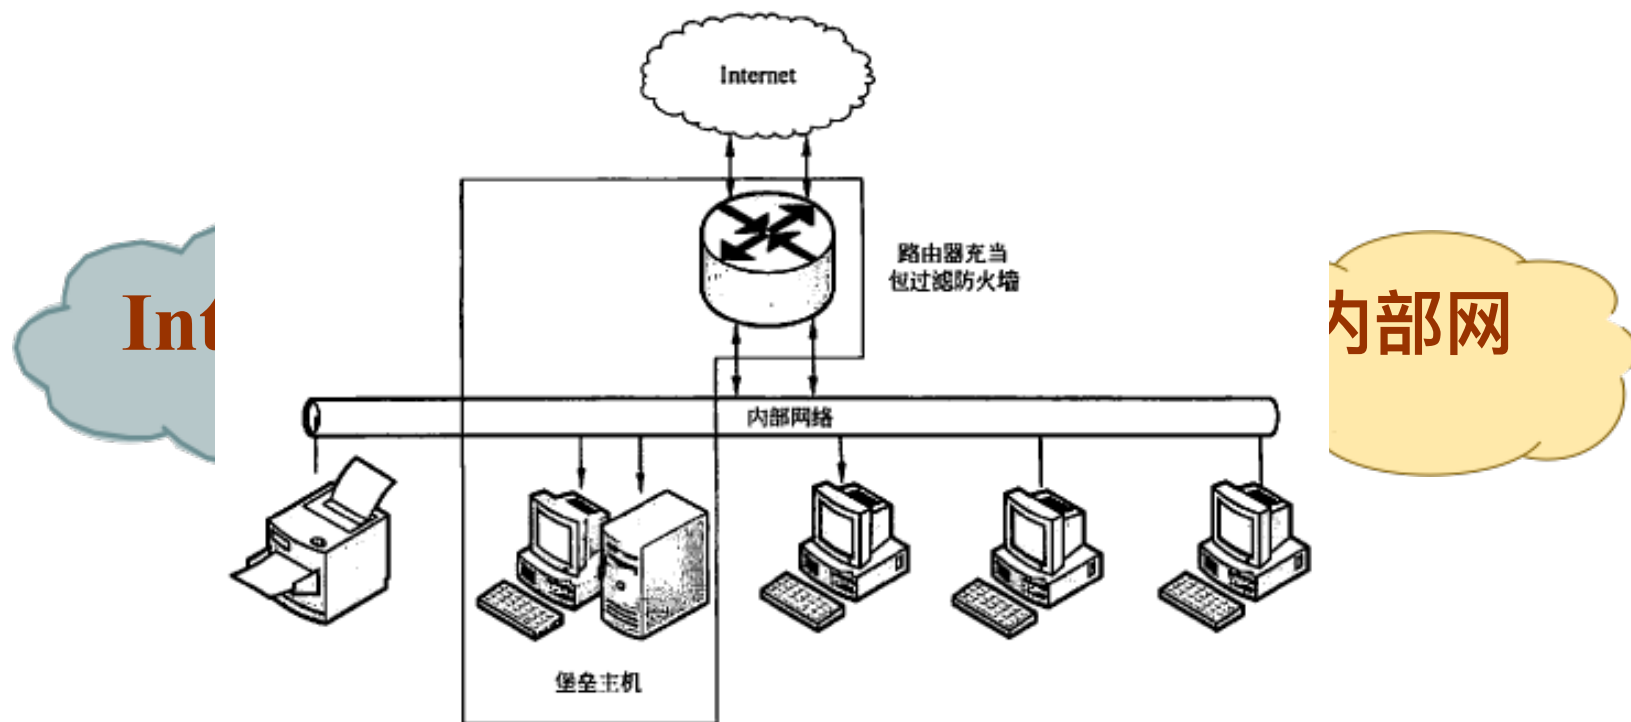 Internet
路由器充当
包过滤防火墙
Int
内部网
内部网络
堡垒主机